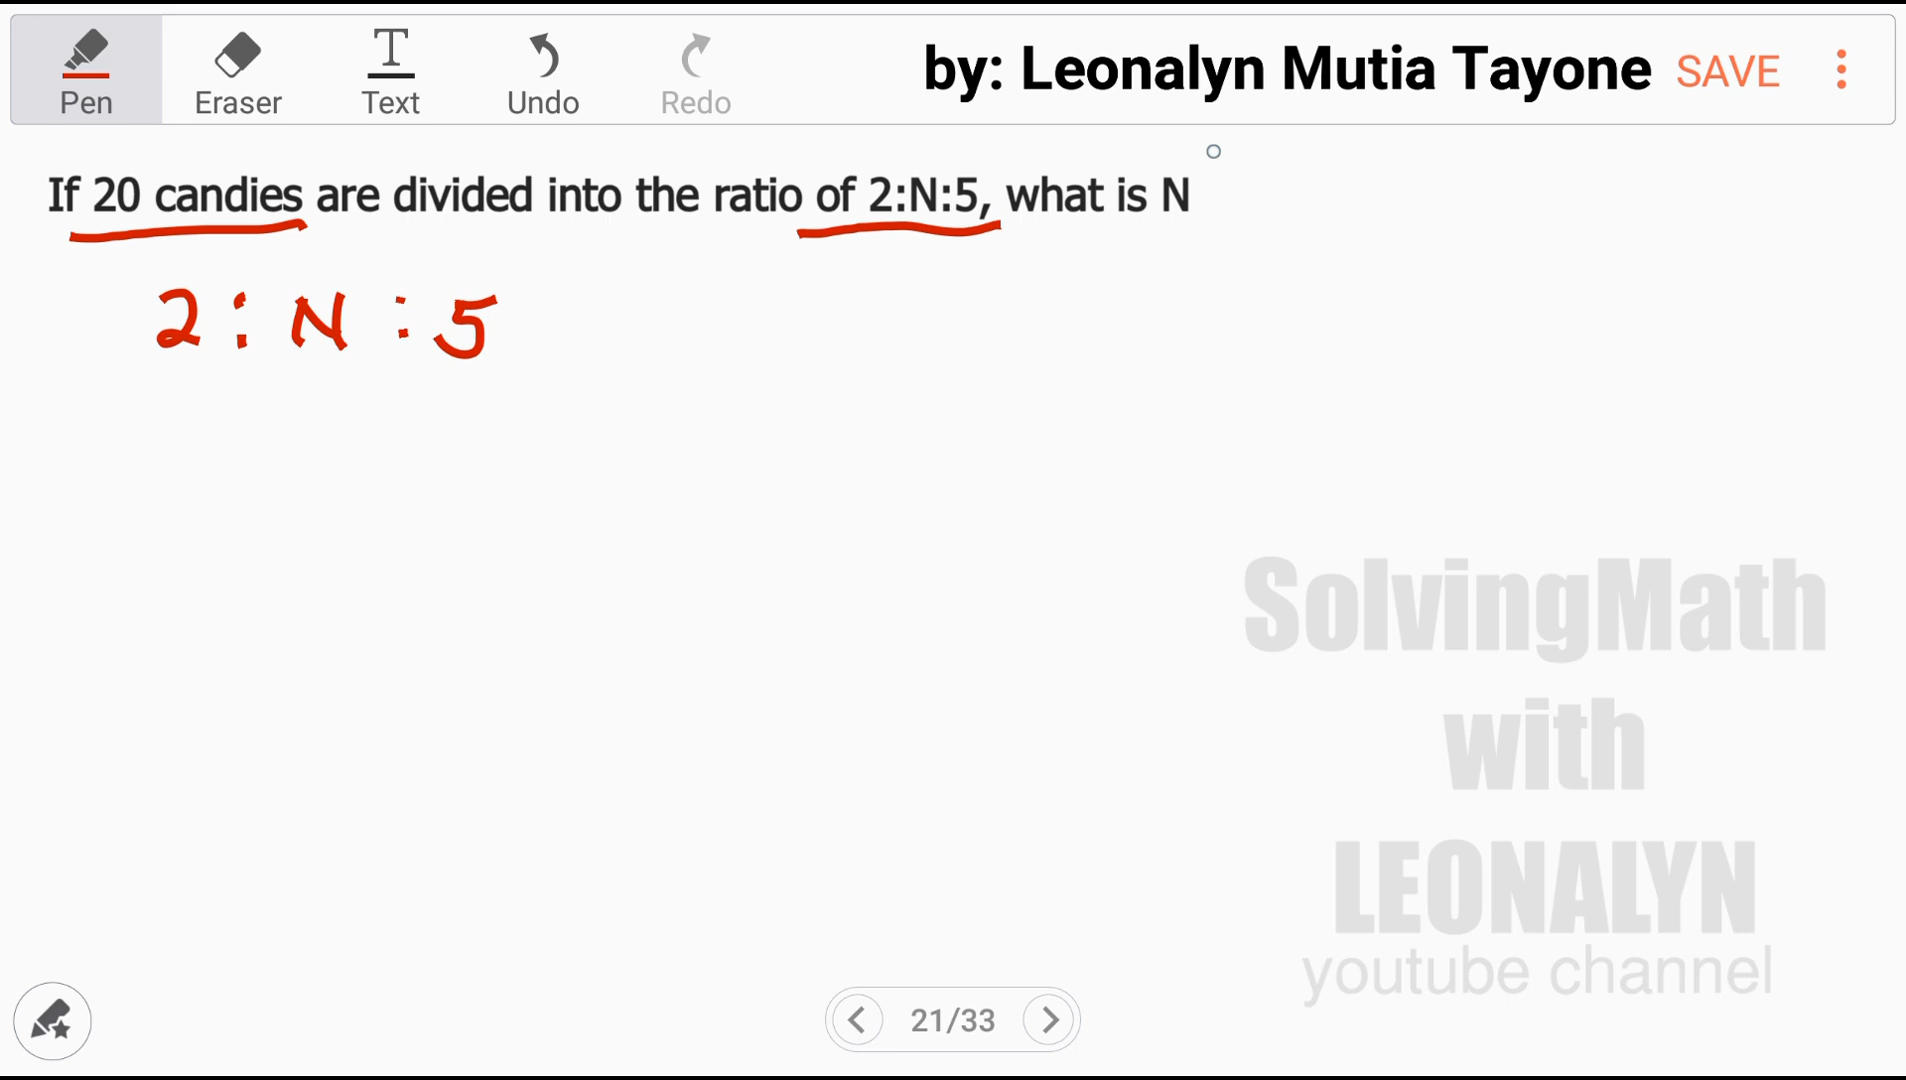 Pen Eraser Text Undo Redo by: Leonalyn Mutia Tayone SAVE
If 20 candies are divided into the ratio of 2:N:5, what is N
2 : N : 5
SolvingMath
with
LEONALYN
youtube channel
21/33